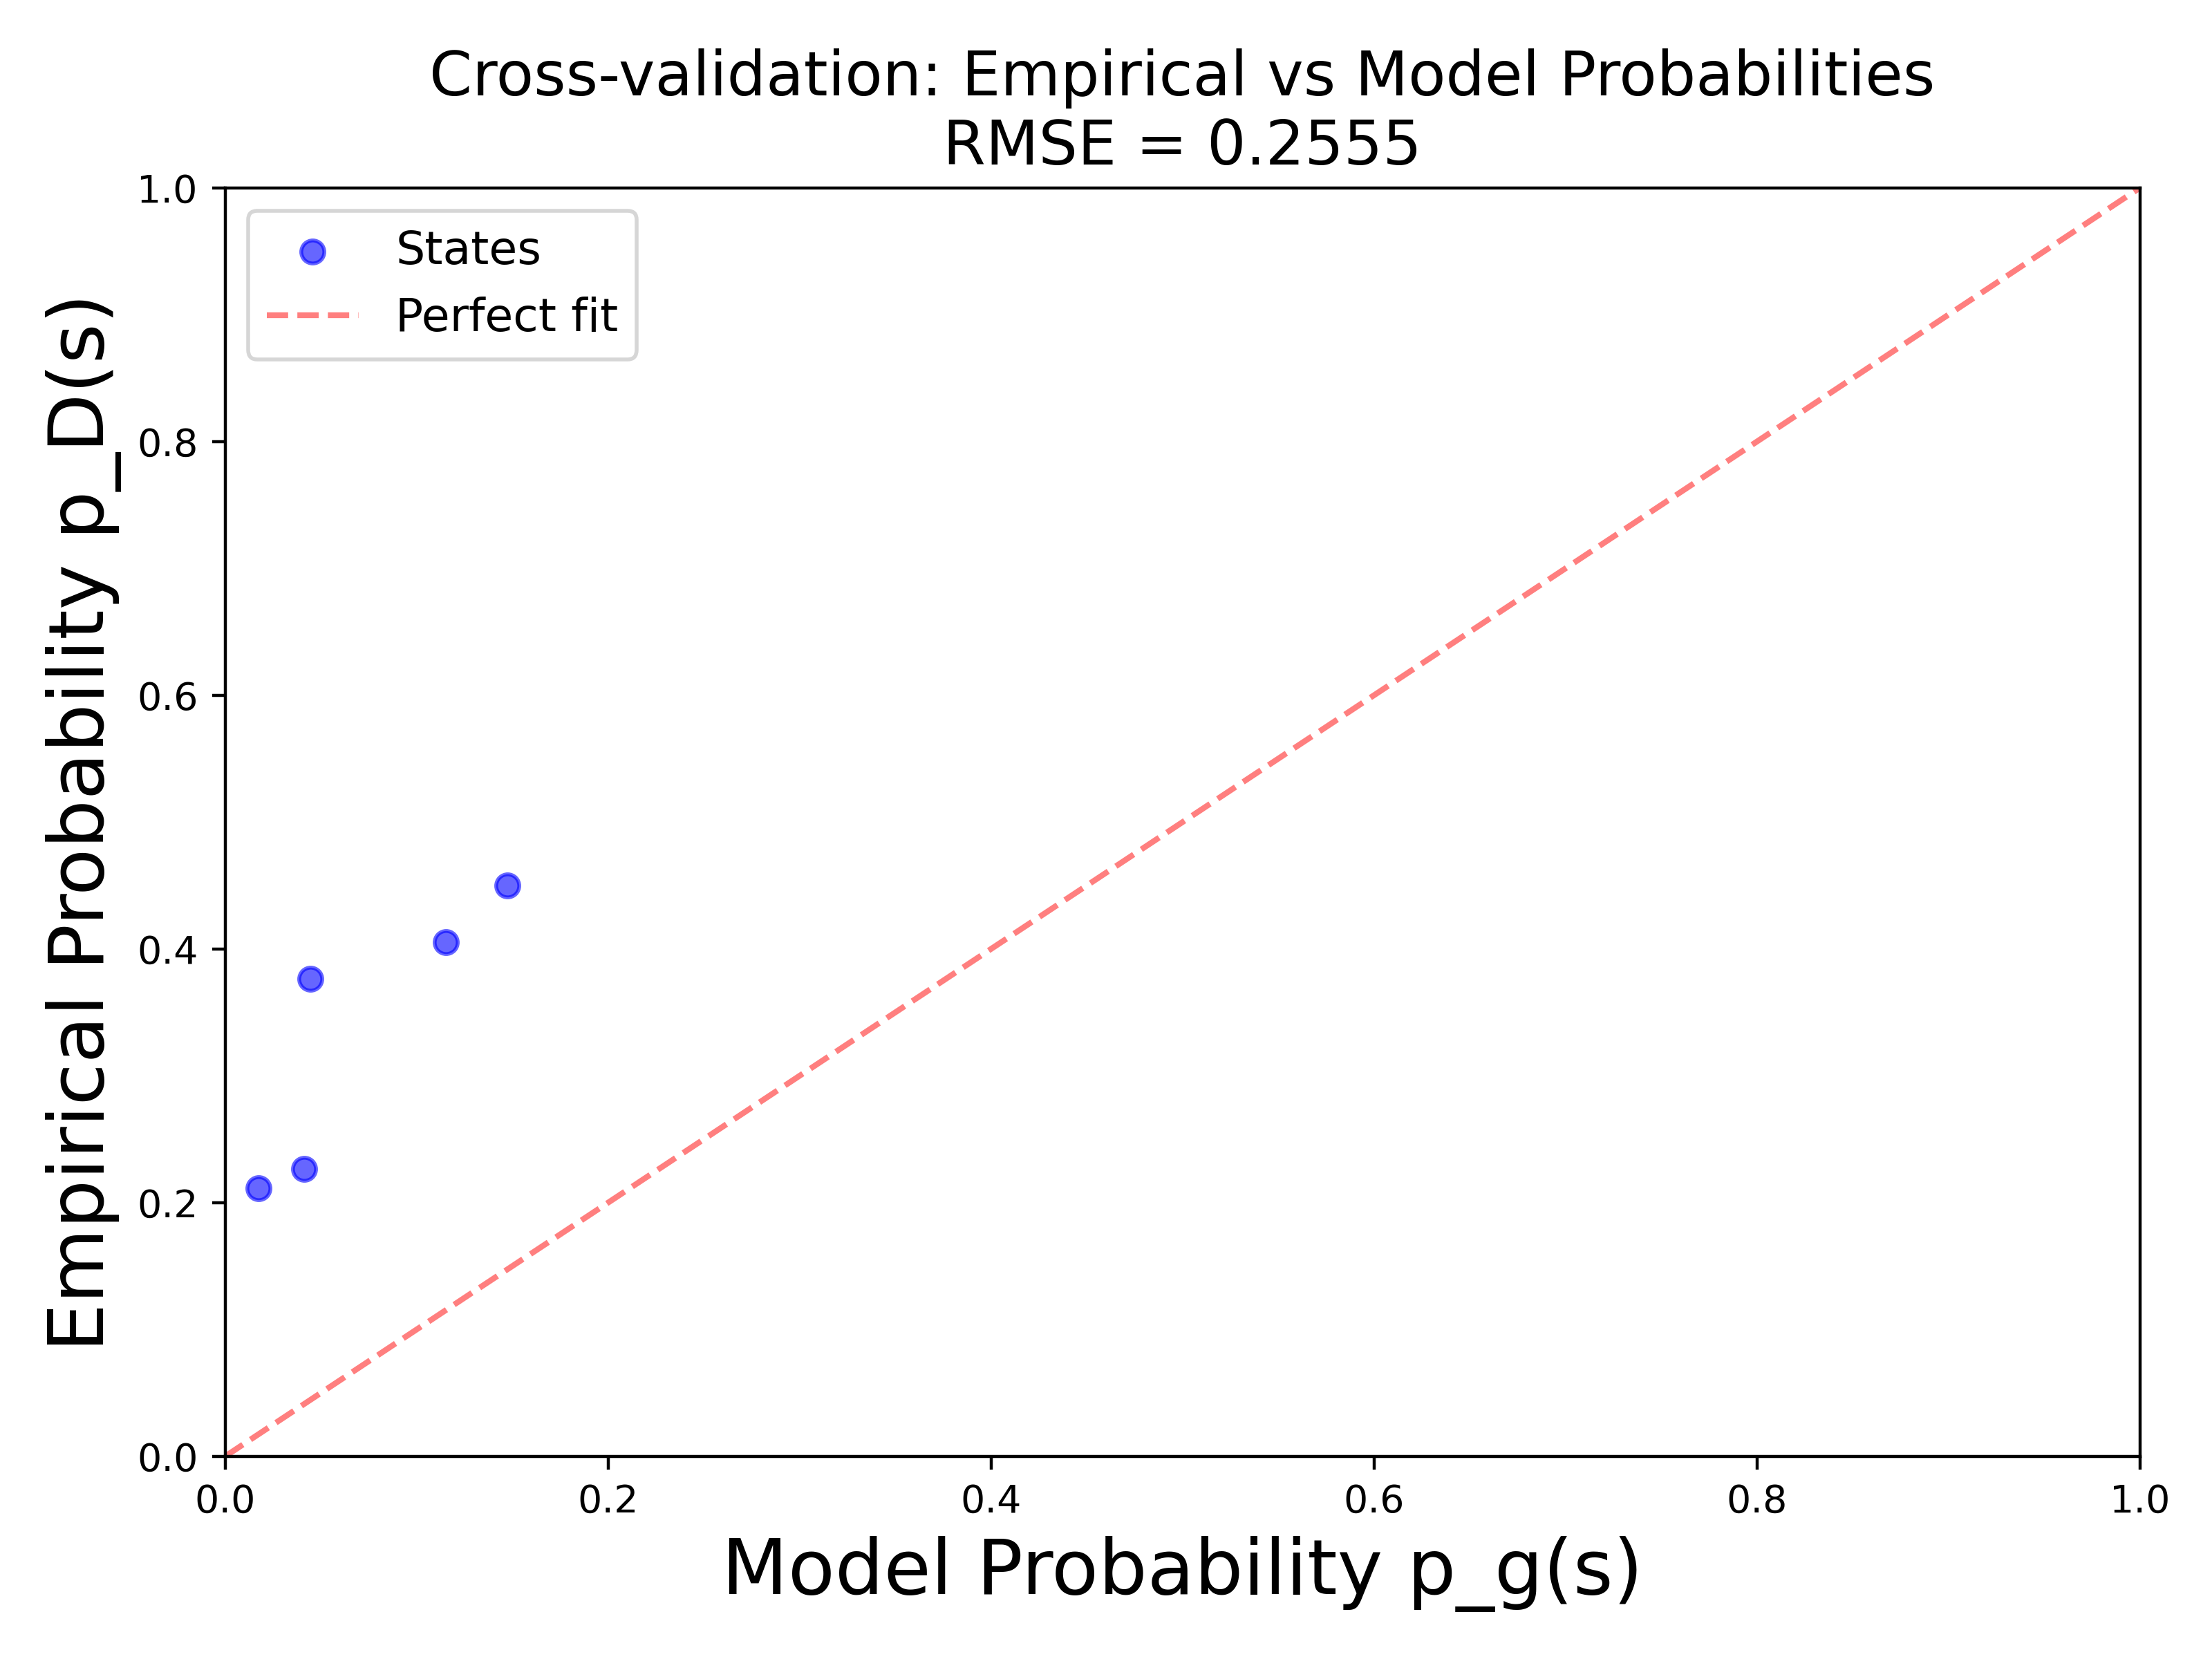 Cross-validation: Empirical vs Model Probabilities
RMSE = 0.2555
States
Perfect fit
Empirical Probability p_D(s)
1.0
0.8
0.6
0.4
0.2
0.0
0.0 0.2 0.4 0.6 0.8 1.0
Model Probability p_g(s)